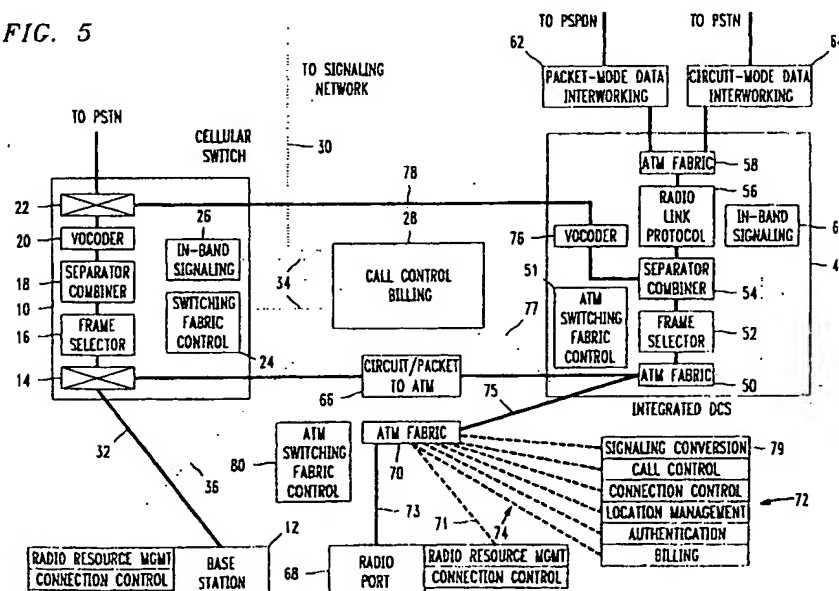 FIG. 5
TO PSPDN
TO PSTN
62
PACKET-MODE DATA
INTERWORKING
CIRCUIT-MODE DATA
INTERWORKING
TO SIGNALING
NETWORK
30
TO PSTN
CELLULAR
SWITCH
78
ATM FABRIC
58
56
RADIO
LINK
PROTOCOL
IN-BAND
SIGNALING
22
20
VOCODER
26
IN-BAND
SIGNALING
28
CALL CONTROL
BILLING
34
76
VOCODER
51
18
SEPARATOR
COMBINER
SEPARATOR
COMBINER
54
10
SWITCHING
FABRIC
CONTROL
ATM
SWITCHING
FABRIC
CONTROL
16
FRAME
SELECTOR
77
FRAME
SELECTOR
52
14
24
CIRCUIT/PACKET
TO ATM
66
75
ATM FABRIC
50
INTEGRATED DCS
32
36
80
ATM
SWITCHING
FABRIC
CONTROL
ATM FABRIC
70
SIGNALING CONVERSION
79
CALL CONTROL
CONNECTION CONTROL
72
LOCATION MANAGEMENT
AUTHENTICATION
BILLING
73
71
74
12
RADIO RESOURCE MGMT
CONNECTION CONTROL
BASE
STATION
68
RADIO
PORT
RADIO RESOURCE MGMT
CONNECTION CONTROL